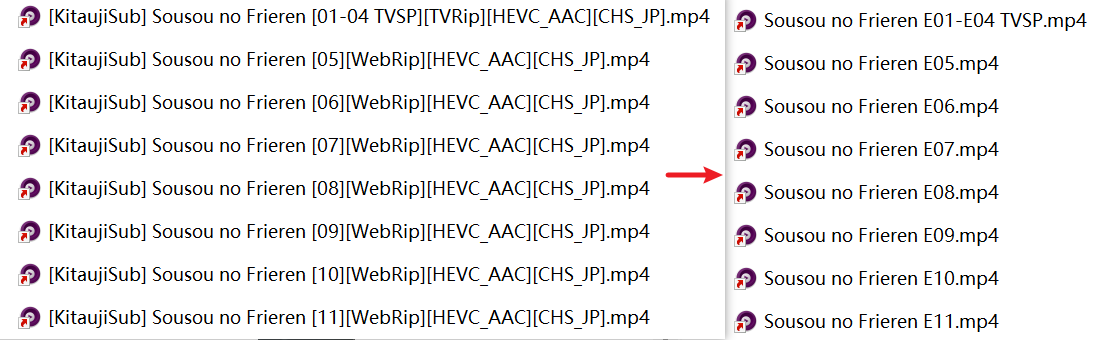 [KitaujiSub] Sousou no Frieren [01-04 TVSP][TVRip][HEVC_AAC][CHS_JP].mp4
[KitaujiSub] Sousou no Frieren [05][WebRip][HEVC_AAC][CHS_JP].mp4
[KitaujiSub] Sousou no Frieren [06][WebRip][HEVC_AAC][CHS_JP].mp4
[KitaujiSub] Sousou no Frieren [07][WebRip][HEVC_AAC][CHS_JP].mp4
[KitaujiSub] Sousou no Frieren [08][WebRip][HEVC_AAC][CHS_JP].mp4
[KitaujiSub] Sousou no Frieren [09][WebRip][HEVC_AAC][CHS_JP].mp4
[KitaujiSub] Sousou no Frieren [10][WebRip][HEVC_AAC][CHS_JP].mp4
[KitaujiSub] Sousou no Frieren [11][WebRip][HEVC_AAC][CHS_JP].mp4
Sousou no Frieren E01-E04 TVSP.mp4
Sousou no Frieren E05.mp4
Sousou no Frieren E06.mp4
Sousou no Frieren E07.mp4
Sousou no Frieren E08.mp4
Sousou no Frieren E09.mp4
Sousou no Frieren E10.mp4
Sousou no Frieren E11.mp4